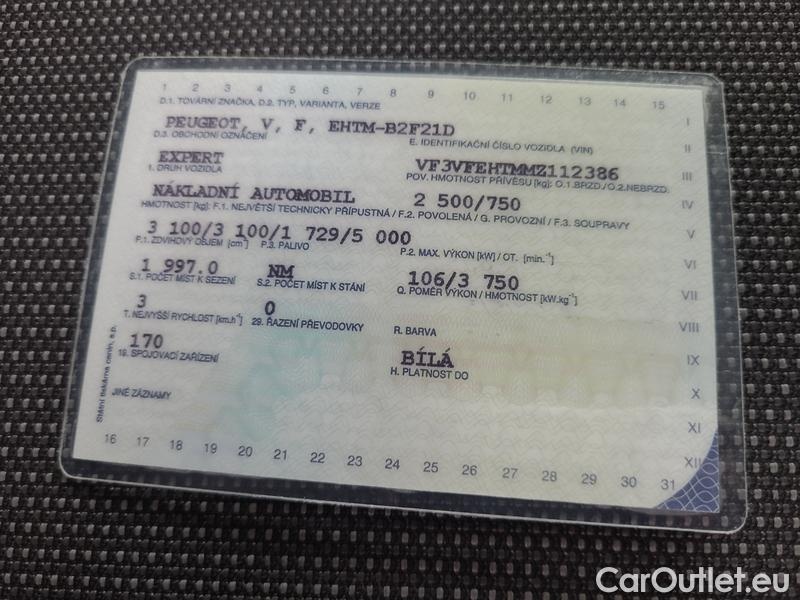 1 2 3 4 5 6 7 8 9 10 11 12 13 14 15
D.1. TOVÁRNÍ ZNAČKA, D.2. TYP, VARIANTA, VERZE
I
PEUGEOT, V, F, EHTM-B2F21D
D.3. OBCHODNÍ OZNAČENÍ E. IDENTIFIKAČNÍ ČÍSLO VOZIDLA (VIN)
II
EXPERT VF3VFEHTMMZ112386
III
1. DRUH VOZIDLA POV. HMOTNOST PŘÍVĚSU [kg]: O.1 BRZD./O.2 NEBRZD.
NÁKLADNÍ AUTOMOBIL 2 500/750
IV
HMOTNOST [kg]: F.1. NEJVĚTŠÍ TECHNICKY PŘÍPUSTNÁ / F.2. POVOLENÁ / G. PROVOZNÍ / F.3. SOUPRAVY
3 100/3 100/1 729/5 000
V
P.1. ZDVIHOVÝ OBJEM [cm³] P.3. PALIVO P.2. MAX. VÝKON [kW] / OT. [min.⁻¹]
1 997.0 NM 106/3 750
VI
S.1. POČET MÍST K SEZENÍ S.2. POČET MÍST K STÁNÍ Q. POMĚR VÝKON / HMOTNOST [kW.kg⁻¹]
VII
3 0
T. NEJVYŠŠÍ RYCHLOST [km.h⁻¹] 29. ŘAZENÍ PŘEVODOVKY R. BARVA
VIII
170 BÍLÁ
IX
19. SPOJOVACÍ ZAŘÍZENÍ H. PLATNOST DO
X
JINÉ ZÁZNAMY
XI
XII
16 17 18 19 20 21 22 23 24 25 26 27 28 29 30 31
Státní tiskárna cenin, s.p.
CarOutlet.eu